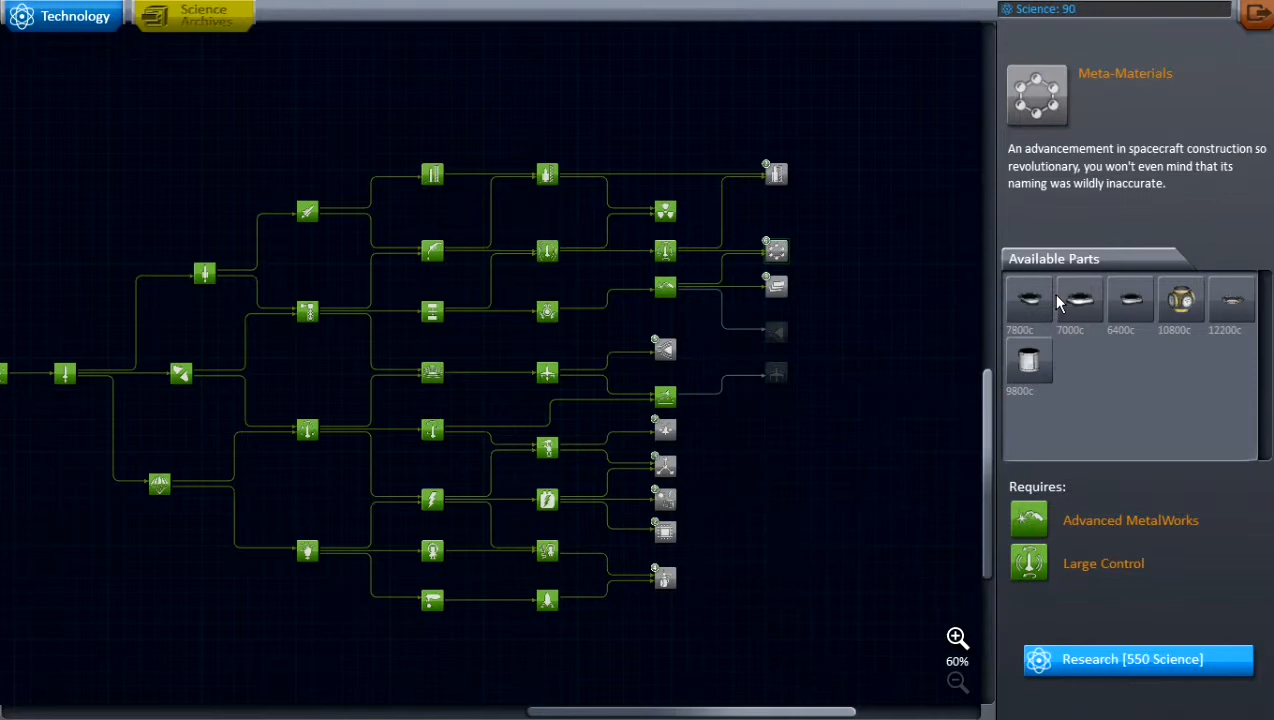 Technology
Science
Archives
Science: 90
Meta-Materials
An advancemement in spacecraft construction so
revolutionary, you won't even mind that its
naming was wildly inaccurate.
Available Parts
7800c 7000c 6400c 10800c 12200c
9800c
Requires:
Advanced MetalWorks
Large Control
60%
Research [550 Science]